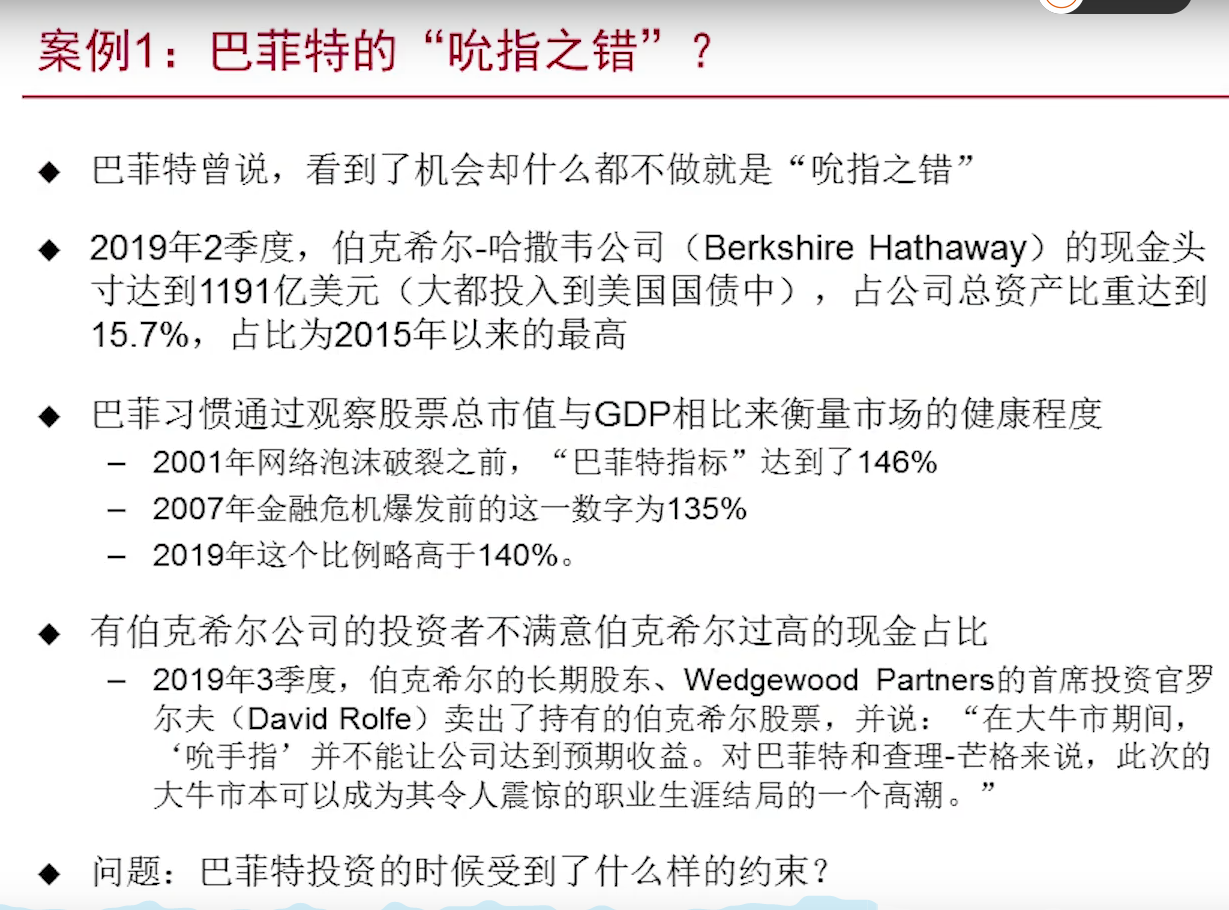 案例1：巴菲特的“吮指之错”？
◆ 巴菲特曾说，看到了机会却什么都不做就是“吮指之错”
◆ 2019年2季度，伯克希尔-哈撒韦公司（Berkshire Hathaway）的现金头
寸达到1191亿美元（大都投入到美国国债中），占公司总资产比重达到
15.7%，占比为2015年以来的最高
◆ 巴菲习惯通过观察股票总市值与GDP相比来衡量市场的健康程度
– 2001年网络泡沫破裂之前，“巴菲特指标”达到了146%
– 2007年金融危机爆发前的这一数字为135%
– 2019年这个比例略高于140%。
◆ 有伯克希尔公司的投资者不满意伯克希尔过高的现金占比
– 2019年3季度，伯克希尔的长期股东、Wedgewood Partners的首席投资官罗
尔夫（David Rolfe）卖出了持有的伯克希尔股票，并说：“在大牛市期间，
‘吮手指’并不能让公司达到预期收益。对巴菲特和查理-芒格来说，此次的
大牛市本可以成为其令人震惊的职业生涯结局的一个高潮。”
◆ 问题：巴菲特投资的时候受到了什么样的约束？